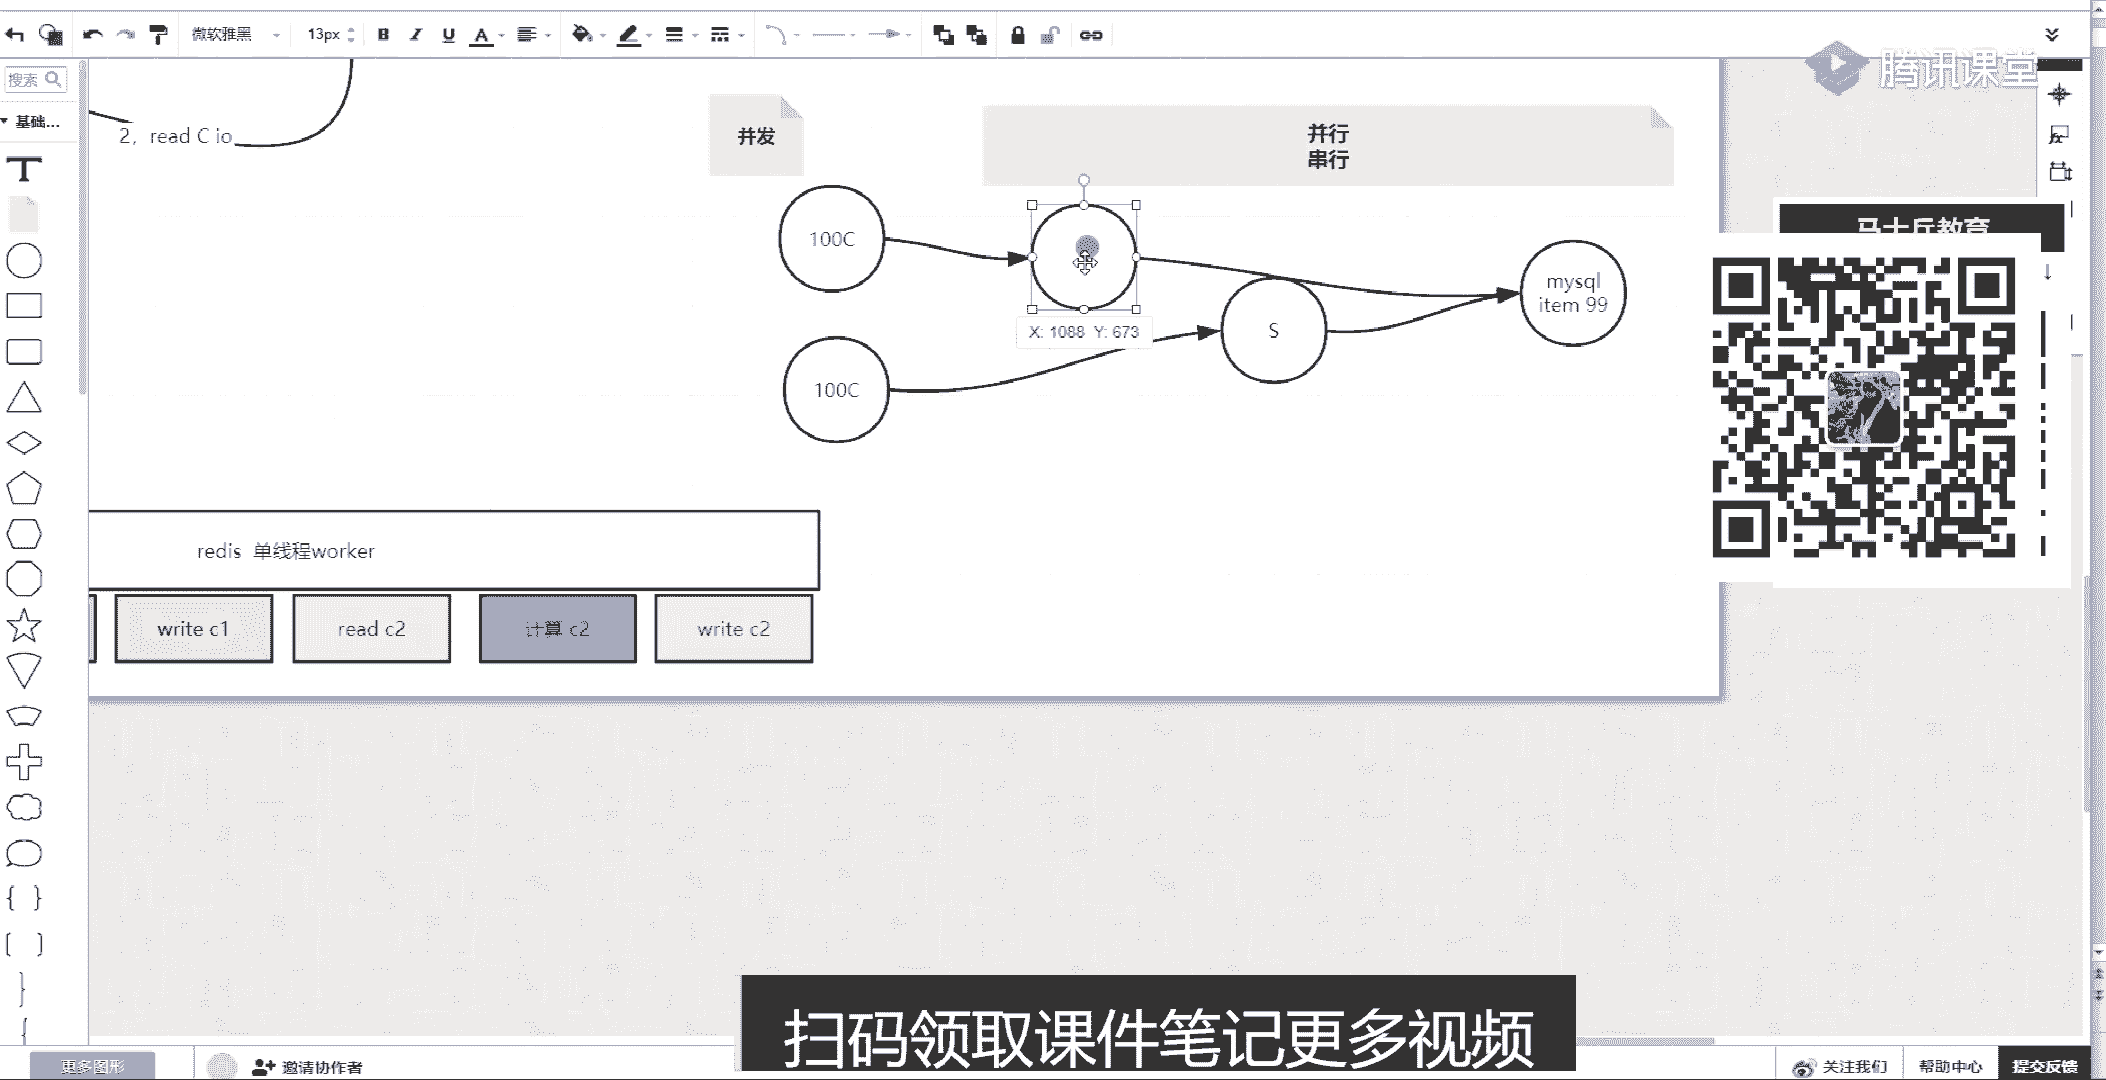 微软雅黑
13px
B I U A
腾讯课堂
搜索
基础...
2，read C io
并发
并行
串行
马士兵教育
100C
mysql
item 99
X: 1088 Y: 673
S
100C
redis 单线程worker
write c1
read c2
计算 c2
write c2
扫码领取课件笔记更多视频
更多图形
邀请协作者
关注我们
帮助中心
提交反馈